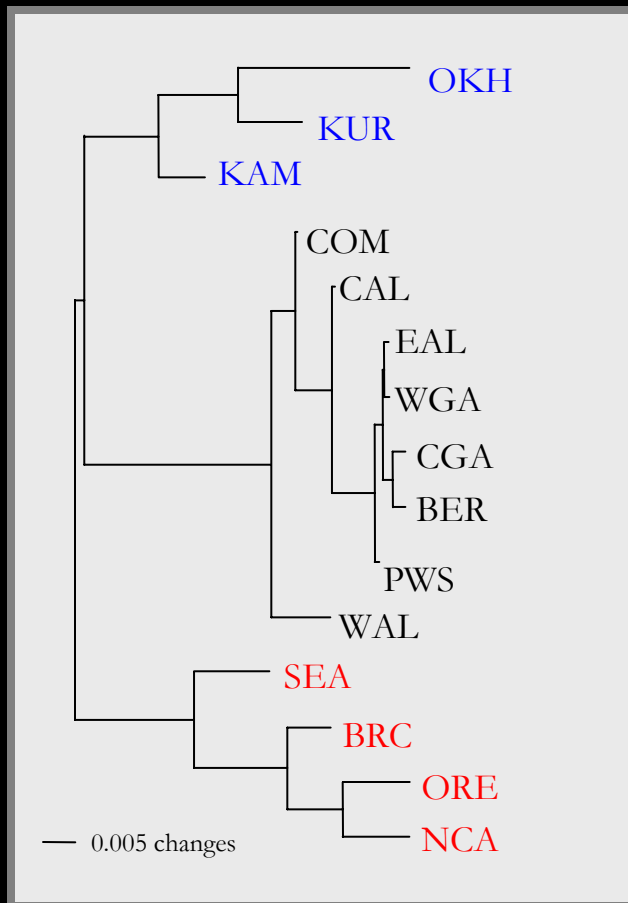 OKH
KUR
KAM
COM
CAL
EAL
WGA
CGA
BER
PWS
WAL
SEA
BRC
ORE
NCA
0.005 changes